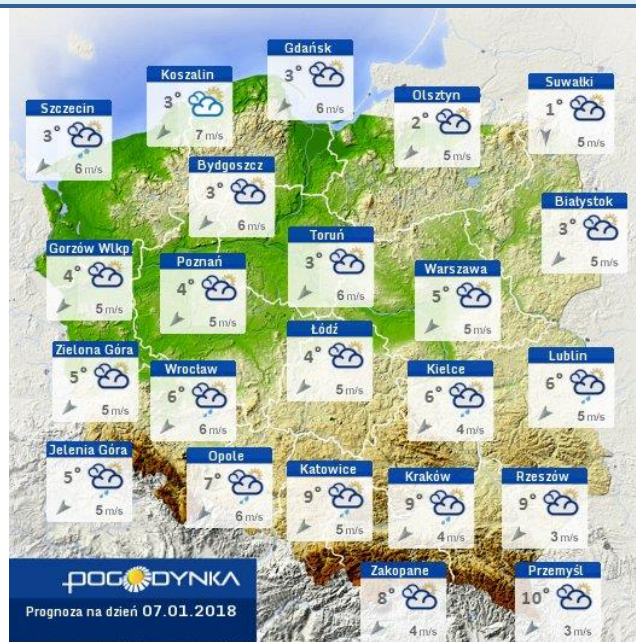 Gdańsk
3°
6 m/s
Koszalin
3°
7 m/s
Szczecin
3°
6 m/s
Olsztyn
2°
5 m/s
Suwałki
1°
5 m/s
Bydgoszcz
3°
6 m/s
Białystok
3°
5 m/s
Gorzów Wlkp
4°
5 m/s
Poznań
4°
5 m/s
Toruń
3°
6 m/s
Warszawa
5°
5 m/s
Łódź
4°
5 m/s
Zielona Góra
5°
5 m/s
Wrocław
6°
6 m/s
Kielce
6°
4 m/s
Lublin
6°
5 m/s
Jelenia Góra
5°
5 m/s
Opole
7°
6 m/s
Katowice
9°
5 m/s
Kraków
9°
4 m/s
Rzeszów
9°
3 m/s
Zakopane
8°
4 m/s
Przemyśl
10°
3 m/s
POGODYNKA
Prognoza na dzień 07.01.2018